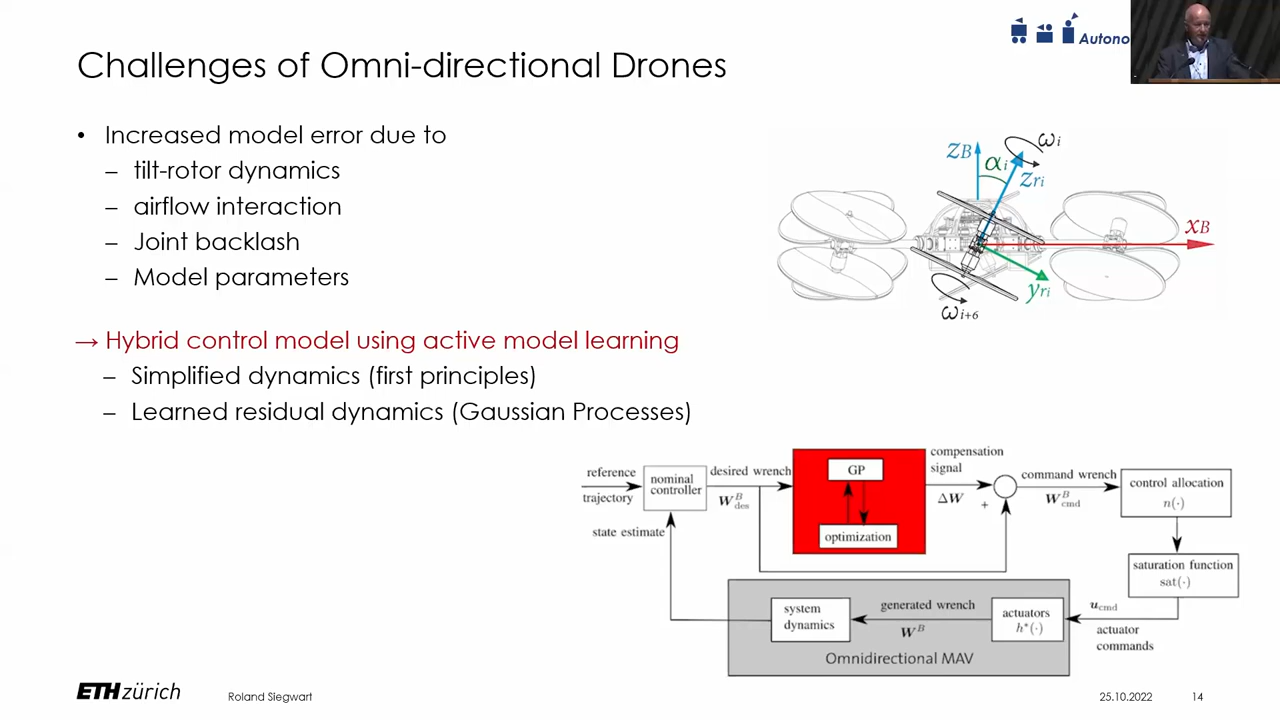 Autono
Challenges of Omni-directional Drones
• Increased model error due to
– tilt-rotor dynamics
– airflow interaction
– Joint backlash
– Model parameters
→ Hybrid control model using active model learning
– Simplified dynamics (first principles)
– Learned residual dynamics (Gaussian Processes)
zB
αi
ωi
zri
xB
yri
ωi+6
reference
trajectory
nominal
controller
desired wrench
W^B_des
GP
optimization
compensation
signal
ΔW
+
command wrench
W^B_cmd
control allocation
n(·)
state estimate
saturation function
sat(·)
system
dynamics
generated wrench
W^B
actuators
h*(·)
u_cmd
actuator
commands
Omnidirectional MAV
ETH zürich
Roland Siegwart
25.10.2022
14